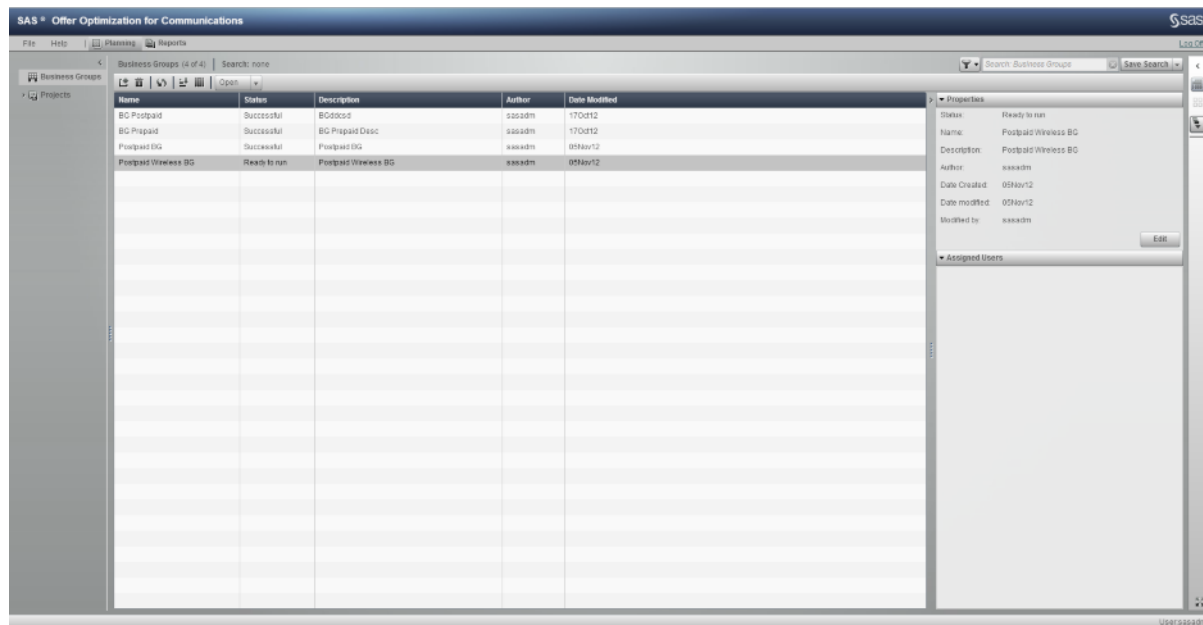 SAS ® Offer Optimization for Communications
sas
File Help Planning Reports
Log Off
Business Groups (4 of 4) Search: none
Search: Business Groups
Save Search
Business Groups
Projects
Open
Name Status Description Author Date Modified
BG Postpaid Successful sasadm 17Oct12
BG Prepaid Successful BG Prepaid Desc sasadm 17Oct12
Postpaid BG Successful Postpaid BG sasadm 05Nov12
Postpaid Wireless BG Ready to run Postpaid Wireless BG sasadm 05Nov12
Properties
Status: Ready to run
Name: Postpaid Wireless BG
Description: Postpaid Wireless BG
Author: sasadm
Date Created: 05Nov12
Date modified: 05Nov12
Modified by: sasadm
Edit
Assigned Users